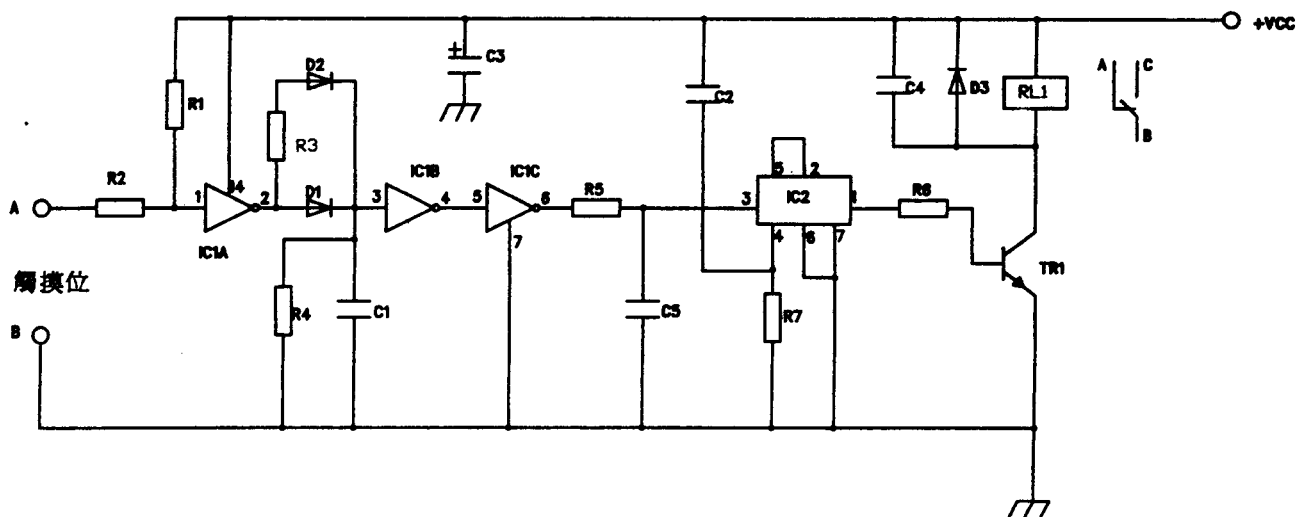 +VCC
C3
D2
A
C
R1
C2
C4
D3
RL1
B
R3
IC1B
IC1C
5
2
R2
1
14
2
D1
3
4
5
6
R5
3
IC2
1
R6
A
IC1A
7
4
6
7
TR1
觸摸位
R4
C1
C5
R7
B